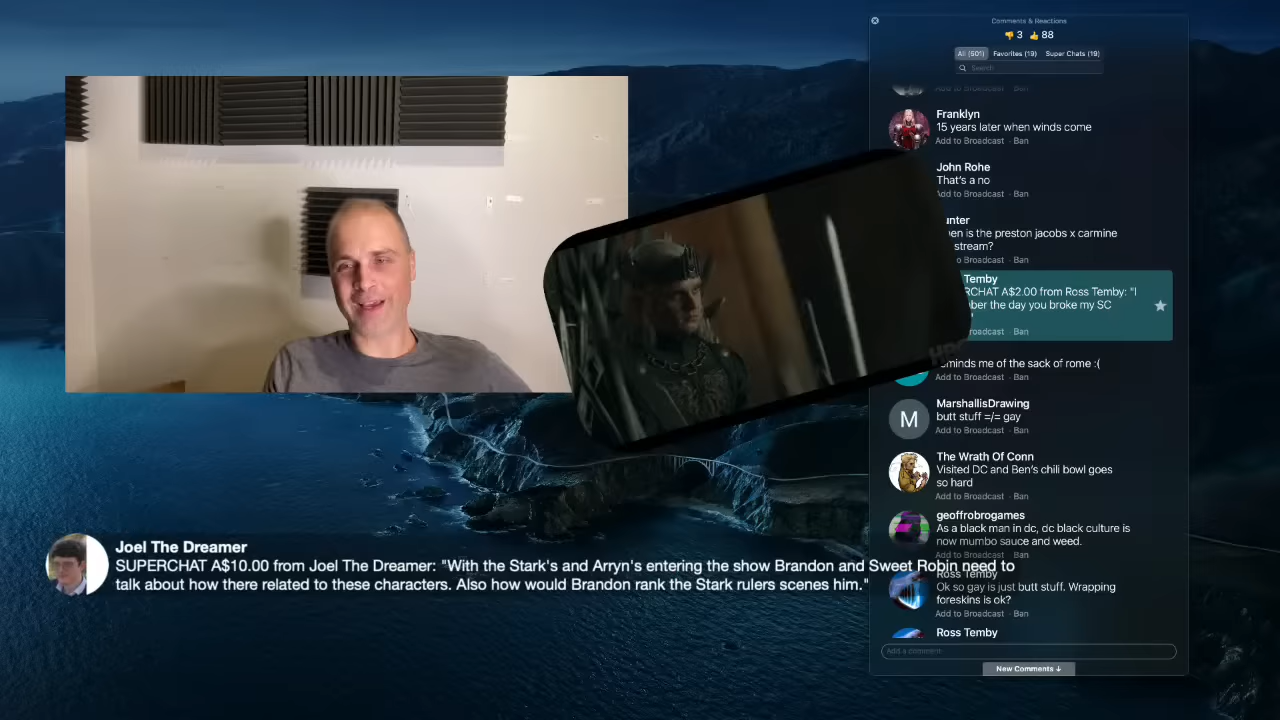 Comments & Reactions
👎 3 👍 88
All (501) Favorites (19) Super Chats (19)
Search
Add to Broadcast · Ban
Franklyn
15 years later when winds come
Add to Broadcast · Ban
John Rohe
That's a no
Add to Broadcast · Ban
unter
en is the preston jacobs x carmine
stream?
oadcast · Ban
Temby
RCHAT A$2.00 from Ross Temby: "I
ber the day you broke my SC
oadcast · Ban
eminds me of the sack of rome :(
Add to Broadcast · Ban
MarshallisDrawing
M
butt stuff =/= gay
Add to Broadcast · Ban
The Wrath Of Conn
Visited DC and Ben's chili bowl goes
so hard
Add to Broadcast · Ban
geoffrobrogames
As a black man in dc, dc black culture is
now mumbo sauce and weed.
Add to Broadcast · Ban
Joel The Dreamer
SUPERCHAT A$10.00 from Joel The Dreamer: "With the Stark's and Arryn's entering the show Brandon and Sweet Robin need to
talk about how there related to these characters. Also how would Brandon rank the Stark rulers scenes him."
Ross Temby
Ok so gay is just butt stuff. Wrapping
foreskins is ok?
Add to Broadcast · Ban
Ross Temby
Add a comment
New Comments ↓